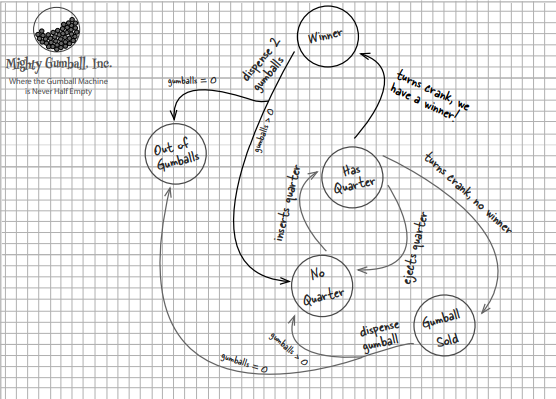 Mighty Gumball, Inc.
Where the Gumball Machine
is Never Half Empty
Winner
dispense 2
gumballs
gumballs = 0
gumballs > 0
turns crank, we
have a winner!
Out of
Gumballs
Has
Quarter
inserts quarter
turns crank, no winner
ejects quarter
No
Quarter
Gumball
Sold
dispense
gumball
gumballs > 0
gumballs = 0